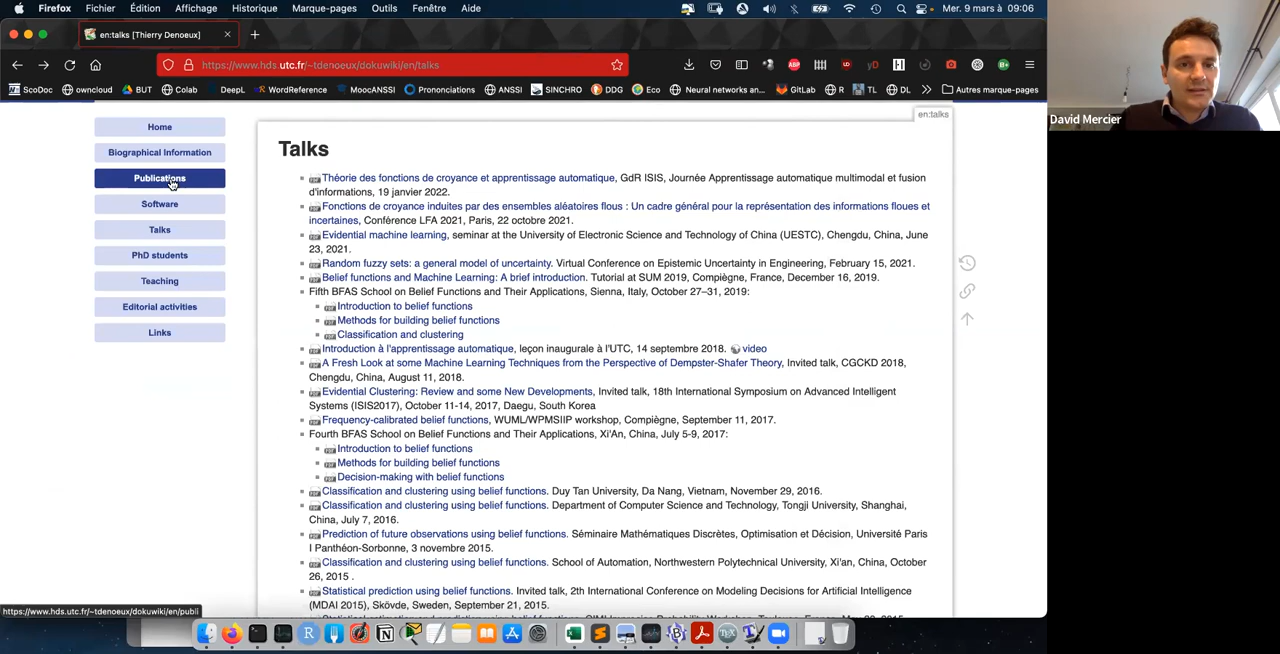 Firefox Fichier Édition Affichage Historique Marque-pages Outils Fenêtre Aide
Mer. 9 mars à 09:06
en:talks [Thierry Denoeux]
https://www.hds.utc.fr/~tdenoeux/dokuwiki/en/talks
ScoDoc owncloud BUT Colab DeepL WordReference MoocANSSI Prononciations ANSSI SINCHRO DDG Eco Neural networks an... GitLab R TL DL Autres marque-pages
David Mercier
en:talks
Home
Biographical Information
Publications
Software
Talks
PhD students
Teaching
Editorial activities
Links
Talks
Théorie des fonctions de croyance et apprentissage automatique, GdR ISIS, Journée Apprentissage automatique multimodal et fusion
d'informations, 19 janvier 2022.
Fonctions de croyance induites par des ensembles aléatoires flous : Un cadre général pour la représentation des informations floues et
incertaines, Conférence LFA 2021, Paris, 22 octobre 2021.
Evidential machine learning, seminar at the University of Electronic Science and Technology of China (UESTC), Chengdu, China, June
23, 2021.
Random fuzzy sets: a general model of uncertainty. Virtual Conference on Epistemic Uncertainty in Engineering, February 15, 2021.
Belief functions and Machine Learning: A brief introduction. Tutorial at SUM 2019, Compiègne, France, December 16, 2019.
Fifth BFAS School on Belief Functions and Their Applications, Sienna, Italy, October 27–31, 2019:
Introduction to belief functions
Methods for building belief functions
Classification and clustering
Introduction à l'apprentissage automatique, leçon inaugurale à l'UTC, 14 septembre 2018. video
A Fresh Look at some Machine Learning Techniques from the Perspective of Dempster-Shafer Theory, Invited talk, CGCKD 2018,
Chengdu, China, August 11, 2018.
Evidential Clustering: Review and some New Developments, Invited talk, 18th International Symposium on Advanced Intelligent
Systems (ISIS2017), October 11-14, 2017, Daegu, South Korea
Frequency-calibrated belief functions, WUML/WPMSIIP workshop, Compiègne, September 11, 2017.
Fourth BFAS School on Belief Functions and Their Applications, Xi'An, China, July 5-9, 2017:
Introduction to belief functions
Methods for building belief functions
Decision-making with belief functions
Classification and clustering using belief functions. Duy Tan University, Da Nang, Vietnam, November 29, 2016.
Classification and clustering using belief functions. Department of Computer Science and Technology, Tongji University, Shanghai,
China, July 7, 2016.
Prediction of future observations using belief functions. Séminaire Mathématiques Discrètes, Optimisation et Décision, Université Paris
I Panthéon-Sorbonne, 3 novembre 2015.
Classification and clustering using belief functions. School of Automation, Northwestern Polytechnical University, Xi'an, China, October
26, 2015 .
Statistical prediction using belief functions. Invited talk, 2th International Conference on Modeling Decisions for Artificial Intelligence
(MDAI 2015), Skövde, Sweden, September 21, 2015.
https://www.hds.utc.fr/~tdenoeux/dokuwiki/en/publi